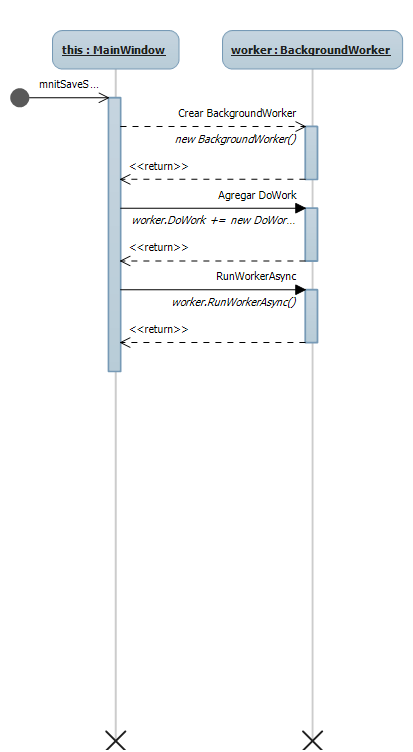 this : MainWindow
worker : BackgroundWorker
mnitSaveS...
Crear BackgroundWorker
new BackgroundWorker()
<<return>>
Agregar DoWork
worker.DoWork += new DoWor...
<<return>>
RunWorkerAsync
worker.RunWorkerAsync()
<<return>>